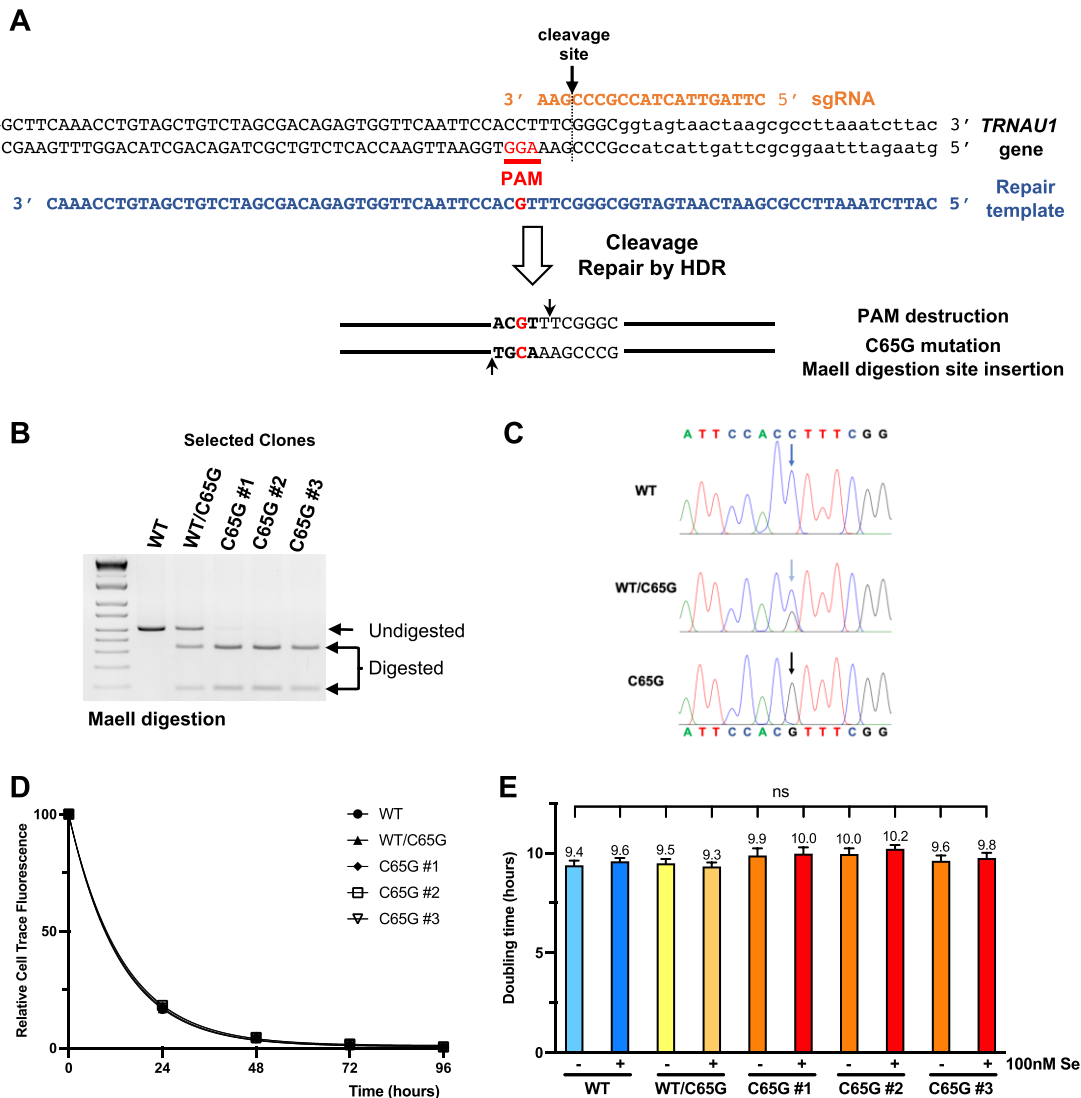 A
cleavage
site
3’ AAGCCCGCCATCATTGATTC 5’ sgRNA
GCTTCAAACCTGTAGCTGTCTAGCGACAGAGTGGTTCAATTCCACCTTTCGGGCggtagtaactaagcgccttaaatcttac 3’ TRNAU1
CGAAGTTTGGACATCGACAGATCGCTGTCTCACCAAGTTAAGGTGGAAAGCCCGccatcattgattcgcggaatttagaatg 5’ gene
PAM
3’ CAAACCTGTAGCTGTCTAGCGACAGAGTGGTTCAATTCCACGTTTCGGGCGGTAGTAACTAAGCGCCTTAAATCTTAC 5’ Repair
template
Cleavage
Repair by HDR
ACGTTTCGGGC
TGCAAAGCCCG
PAM destruction
C65G mutation
MaeII digestion site insertion
B
Selected Clones
WT
WT/C65G
C65G #1
C65G #2
C65G #3
Undigested
Digested
MaeII digestion
C
A T T C C A C C T T T C G G
WT
WT/C65G
C65G
A T T C C A C G T T T C G G
D
Relative Cell Trace Fluorescence
100
50
0
0 24 48 72 96
Time (hours)
WT
WT/C65G
C65G #1
C65G #2
C65G #3
E
ns
Doubling time (hours)
10
5
0
9.4 9.6 9.5 9.3 9.9 10.0 10.0 10.2 9.6 9.8
- + - + - + - + - + 100nM Se
WT WT/C65G C65G #1 C65G #2 C65G #3